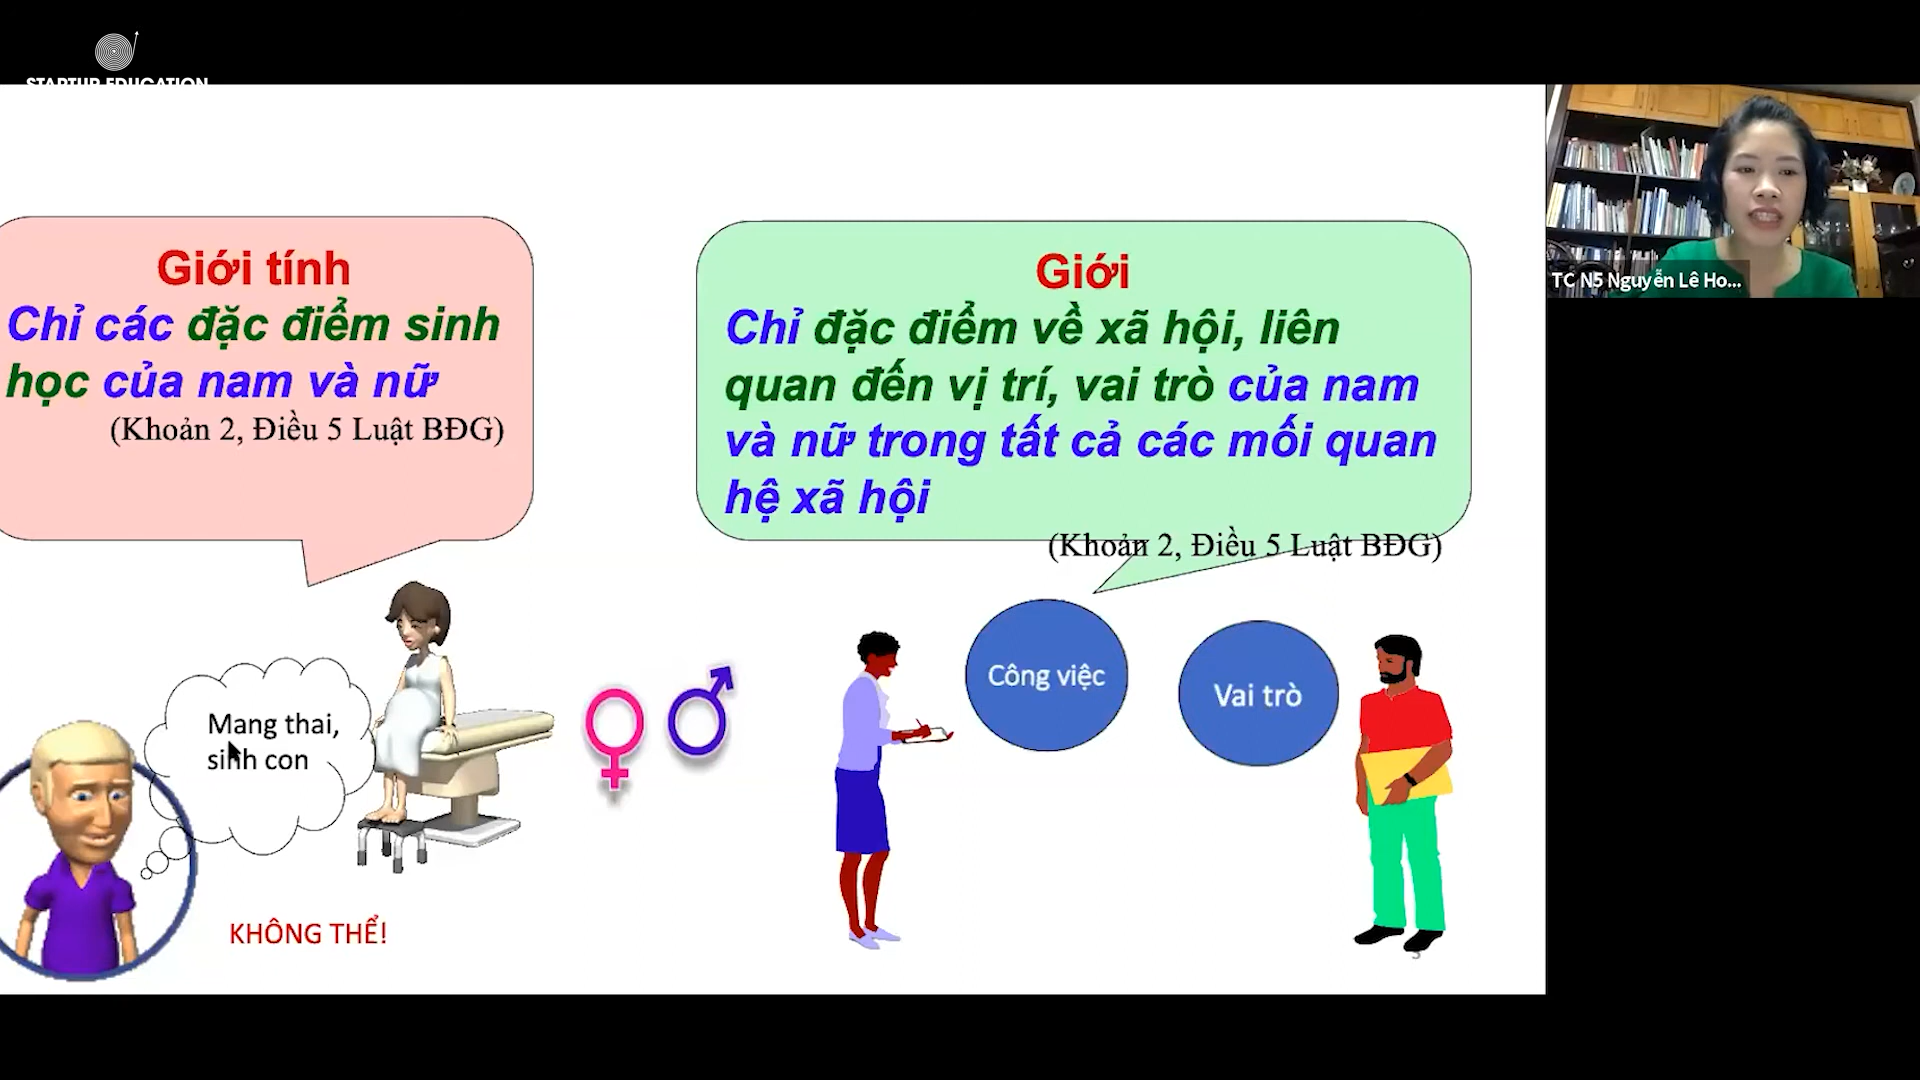 STARTUP EDUCATION
Giới tính
Chỉ các đặc điểm sinh
học của nam và nữ
(Khoản 2, Điều 5 Luật BĐG)
Giới
Chỉ đặc điểm về xã hội, liên
quan đến vị trí, vai trò của nam
và nữ trong tất cả các mối quan
hệ xã hội
(Khoản 2, Điều 5 Luật BĐG)
TC N5 Nguyễn Lê Ho...
Mang thai,
sinh con
KHÔNG THỂ!
Công việc
Vai trò